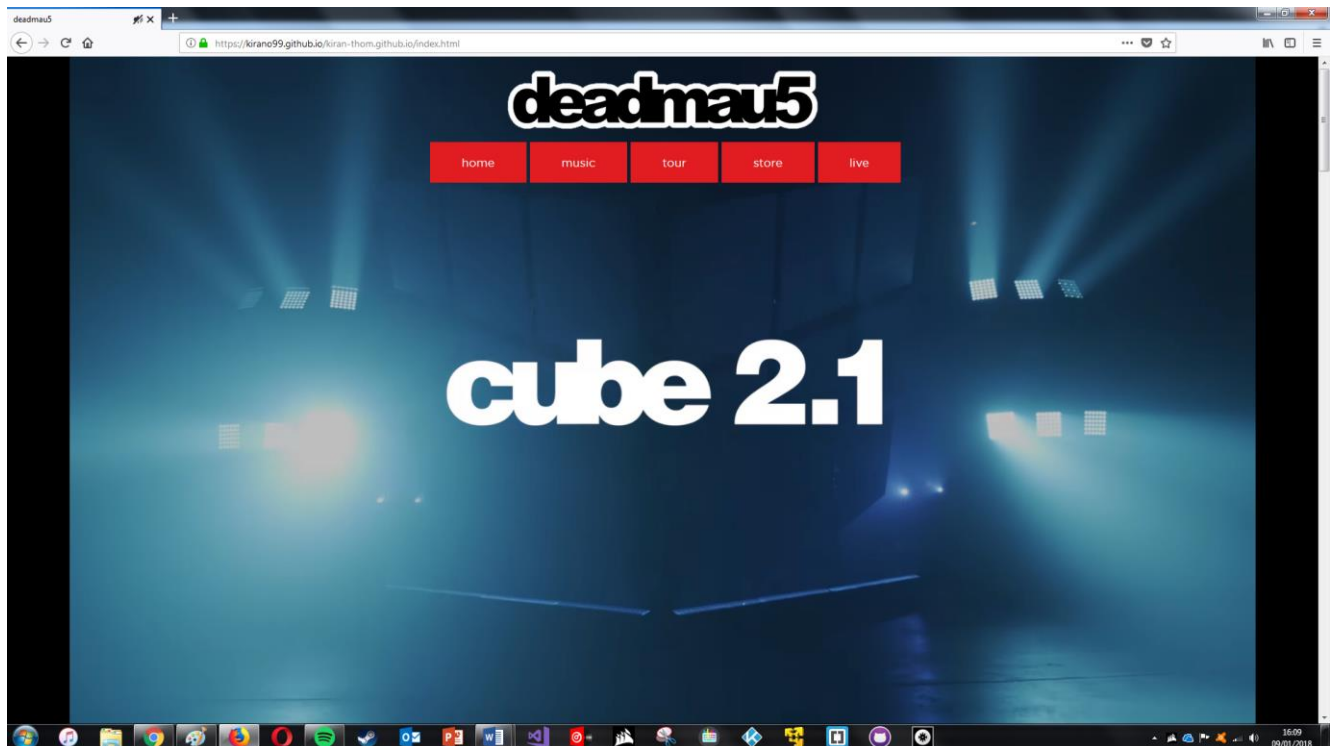 deadmau5
https://kirano99.github.io/kiran-thom.github.io/index.html
deadmau5
home music tour store live
cube 2.1
16:09
09/01/2018